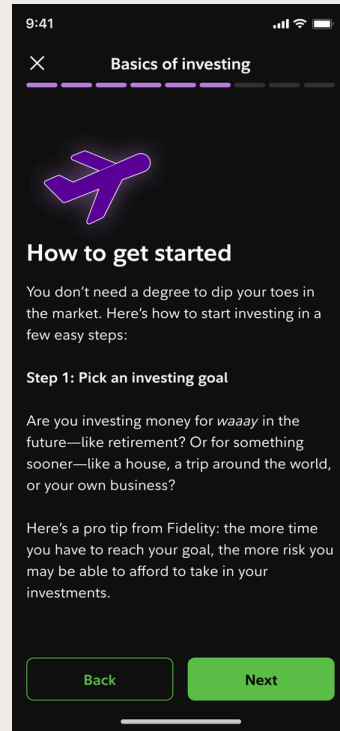 9:41
Basics of investing
How to get started
You don’t need a degree to dip your toes in
the market. Here’s how to start investing in a
few easy steps:
Step 1: Pick an investing goal
Are you investing money for waaay in the
future—like retirement? Or for something
sooner—like a house, a trip around the world,
or your own business?
Here’s a pro tip from Fidelity: the more time
you have to reach your goal, the more risk you
may be able to afford to take in your
investments.
Back
Next